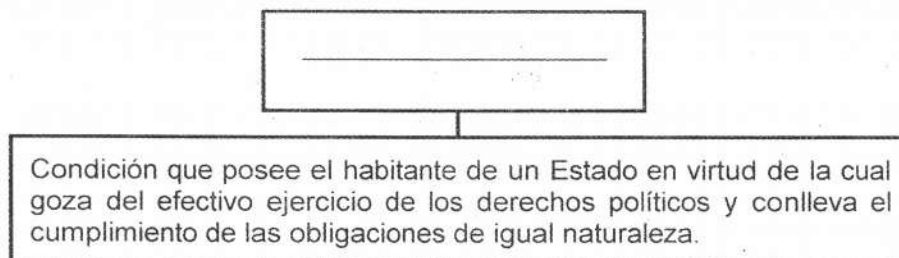 Condición que posee el habitante de un Estado en virtud de la cual
goza del efectivo ejercicio de los derechos políticos y conlleva el
cumplimiento de las obligaciones de igual naturaleza.